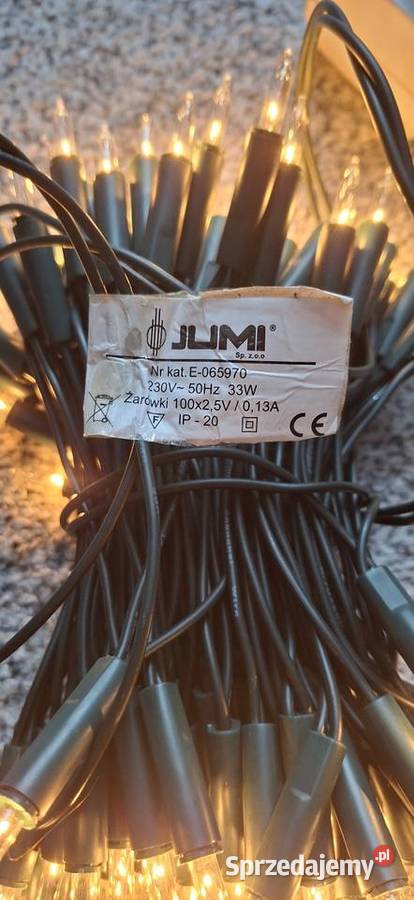 JUMI®
Sp. z.o.o
Nr kat. E-065970
230V~ 50Hz 33W
Żarówki 100x2,5V / 0,13A
F IP - 20 CE
Sprzedajemy.pl